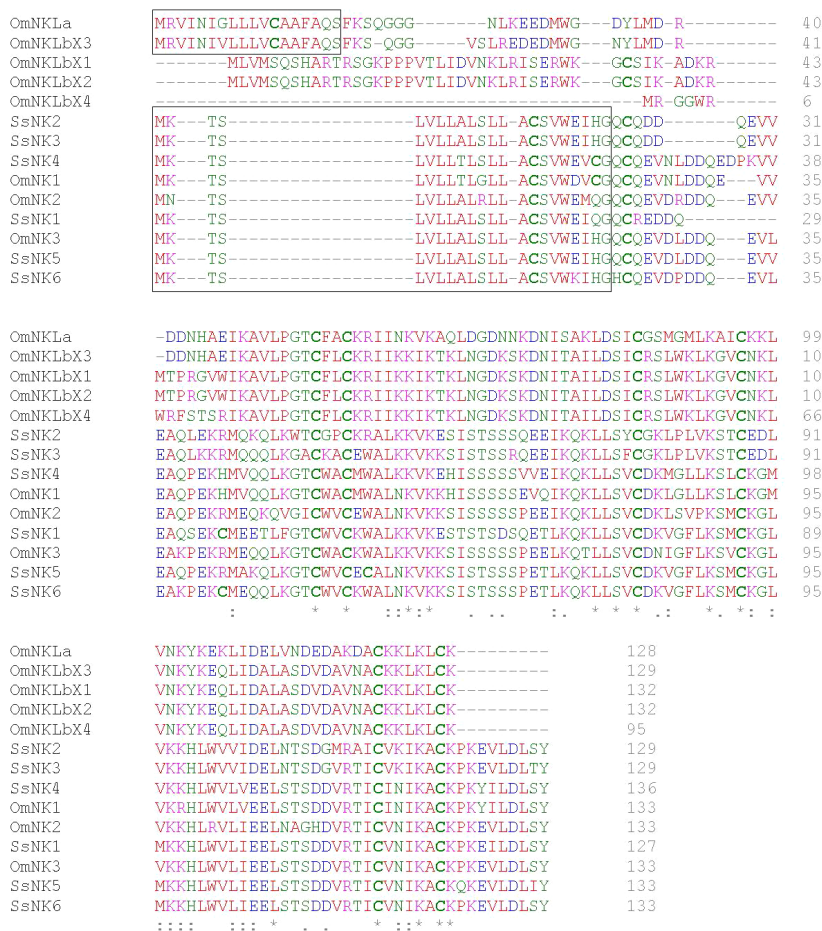 OmNKLa MRVINIGLLLVCAAFAQSFKSQGGG-------NLKEEDMWG---DYLMD-R--------- 40
OmNKLbX3 MRVINIVLLLVCAAFAQSFKS-QGG-----VSLREDEDMWG---NYLMD-R--------- 41
OmNKLbX1 -------MLVMSQSHARTRSGKPPPVTLIDVNKLRISERWK---GCSIK-ADKR------ 43
OmNKLbX2 -------MLVMSQSHARTRSGKPPPVTLIDVNKLRISERWK---GCSIK-ADKR------ 43
OmNKLbX4 -----------------------------------------------MR-GGWR------ 6
SsNK2 MK---TS------------------LVLLALSLL-ACSVWEIHGQCQDD-------QEVV 31
SsNK3 MK---TS------------------LVLLALSLL-ACSVWEIHGQCQDD-------QEVV 31
SsNK4 MK---TS------------------LVLLTLSLL-ACSVWEVCGQCQEVNLDDQEDPKVV 38
OmNK1 MK---TS------------------LVLLTLGLL-ACSVWDVCGQCQEVNLDDQE---VV 35
OmNK2 MN---TS------------------LVLLALRLL-ACSVWEMQGQCQEVDRDDQ---EVV 35
SsNK1 MK---TS------------------LVLLALSLL-ACSVWEIQGQCREDDQ--------- 29
OmNK3 MK---TS------------------LVLLALSLL-ACSVWEIHGQCQEVDLDDQ---EVL 35
SsNK5 MK---TS------------------LVLLALSLL-ACSVWEIHGQCQEVDLDDQ---EVL 35
SsNK6 MK---TS------------------LVLLALSLL-ACSVWKIHGHCQEVDPDDQ---EVL 35
OmNKLa -DDNHAEIKAVLPGTCFACKRIINKVKAQLDGDNNKDNISAKLDSICGSMGMLKAICKKL 99
OmNKLbX3 -DDNHAEIKAVLPGTCFLCKRIIKKIKTKLNGDKSKDNITAILDSICRSLWKLKGVCNKL 10
OmNKLbX1 MTPRGVWIKAVLPGTCFLCKRIIKKIKTKLNGDKSKDNITAILDSICRSLWKLKGVCNKL 10
OmNKLbX2 MTPRGVWIKAVLPGTCFLCKRIIKKIKTKLNGDKSKDNITAILDSICRSLWKLKGVCNKL 10
OmNKLbX4 WRFSTSRIKAVLPGTCFLCKRIIKKIKTKLNGDKSKDNITAILDSICRSLWKLKGVCNKL 66
SsNK2 EAQLEKRMQKQLKWTCGPCKRALKKVKESISTSSSQEEIKQKLLSYCGKLPLVKSTCEDL 91
SsNK3 EAQLKKRMQQQLKGACKACEWALKKVKESISTSSSRQEEIKQKLLSFCGKLPLVKSTCEDL 91
SsNK4 EAQPEKHMVQQLKGTCWACMWALKKVKEHISSSSSVVEIKQKLLSVCDKMGLLKSLCKGM 98
OmNK1 EAQPEKHMVQQLKGTCWACMWALNKVKKHISSSSSEVQIKQKLLSVCDKLGLLKSLCKGM 95
OmNK2 EAQPEKRMEQKQVGICWVCEWALNKVKKSISSSSSPEEIKQKLLSVCDKLSVPKSMCKGL 95
SsNK1 EAQSEKCMEETLFGTCWVCKWALKKVKESTSTSDSQETLKQKLLSVCDKVGFLKSMCKGL 89
OmNK3 EAKPEKRMEQQLKGTCWVCKWALKKVKKSISSSSSPEELKQTLLSVCDNIGFLKSVCKGL 95
SsNK5 EAQPEKRMAKQLKGTCWVCECALNKVKKSISTSSSPETLKQKLLSVCDKVGFLKSMCKGL 95
SsNK6 EAKPEKCMEQQLKGTCWVCKWALNKVKKSISSSSSPETLKQKLLSVCDKVGFLKSMCKGL 95
: * * ::*:* . .. :. * * * .: *. *: :
OmNKLa VNKYKEKLIDELVNDEDAKDACKKLKLCK--------- 128
OmNKLbX3 VNKYKEQLIDALASDVDAVNACKKLKLCK--------- 129
OmNKLbX1 VNKYKEQLIDALASDVDAVNACKKLKLCK--------- 132
OmNKLbX2 VNKYKEQLIDALASDVDAVNACKKLKLCK--------- 132
OmNKLbX4 VNKYKEQLIDALASDVDAVNACKKLKLCK--------- 95
SsNK2 VKKHLWVVIDELNTSDGMRAICVKIKACKPKEVLDLSY 129
SsNK3 VKKHLWVVIDELNTSDGVRTICVKIKACKPKEVLDLTY 129
SsNK4 VKKHLWVLVEELSTSDDVRTICINIKACKPKYILDLSY 136
OmNK1 VKRHLWVLVEELSTSDDVRTICINIKACKPKYILDLSY 133
OmNK2 VKKHLRVLIEELNAGHDVRTICVNIKACKPKEVLDLSY 133
SsNK1 MKKHLWVLIEELSTSDDVRTICVNIKACKPKEILDLSY 127
OmNK3 VKKHLWVLIEELSTSDDVRTICVNIKACKPKEVLDLSY 133
SsNK5 MKKHLWVLIEELSTSDDVRTICVNIKACKQKEVLDLIY 133
SsNK6 MKKHLWVLIEELSTSDDVRTICVNIKACKPKEVLDLSY 133
:::: ::: * . . * ::* **